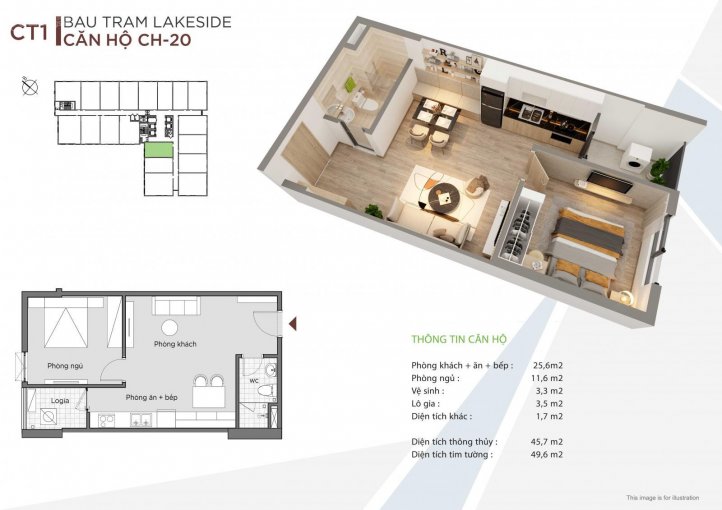 CT1
BAU TRAM LAKESIDE
CĂN HỘ CH-20
Phòng khách
Phòng ngủ
WC
Logia
Phòng ăn + bếp
THÔNG TIN CĂN HỘ
Phòng khách + ăn + bếp : 25,6m2
Phòng ngủ : 11,6 m2
Vệ sinh : 3,3 m2
Lô gia : 3,5 m2
Diện tích khác : 1,7 m2
Diện tích thông thủy : 45,7 m2
Diện tích tim tường : 49,6 m2
This image is for illustration